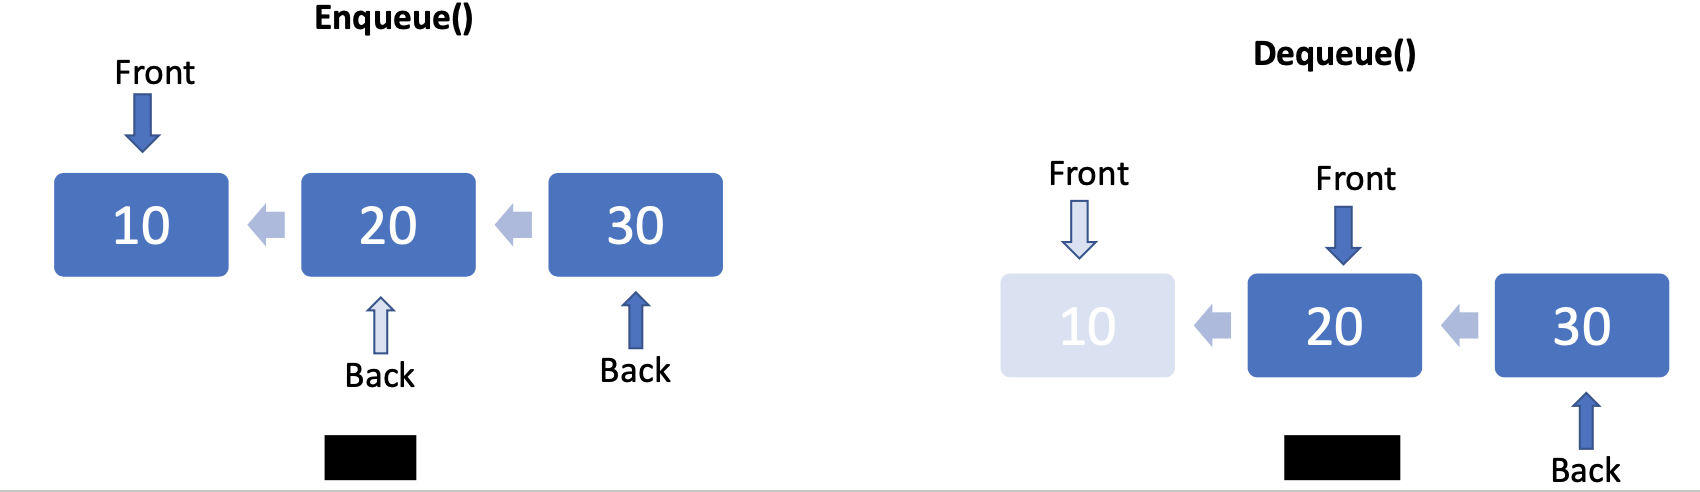 Enqueue()
Front
10
20
30
Back
Back
Dequeue()
Front
Front
10
20
30
Back